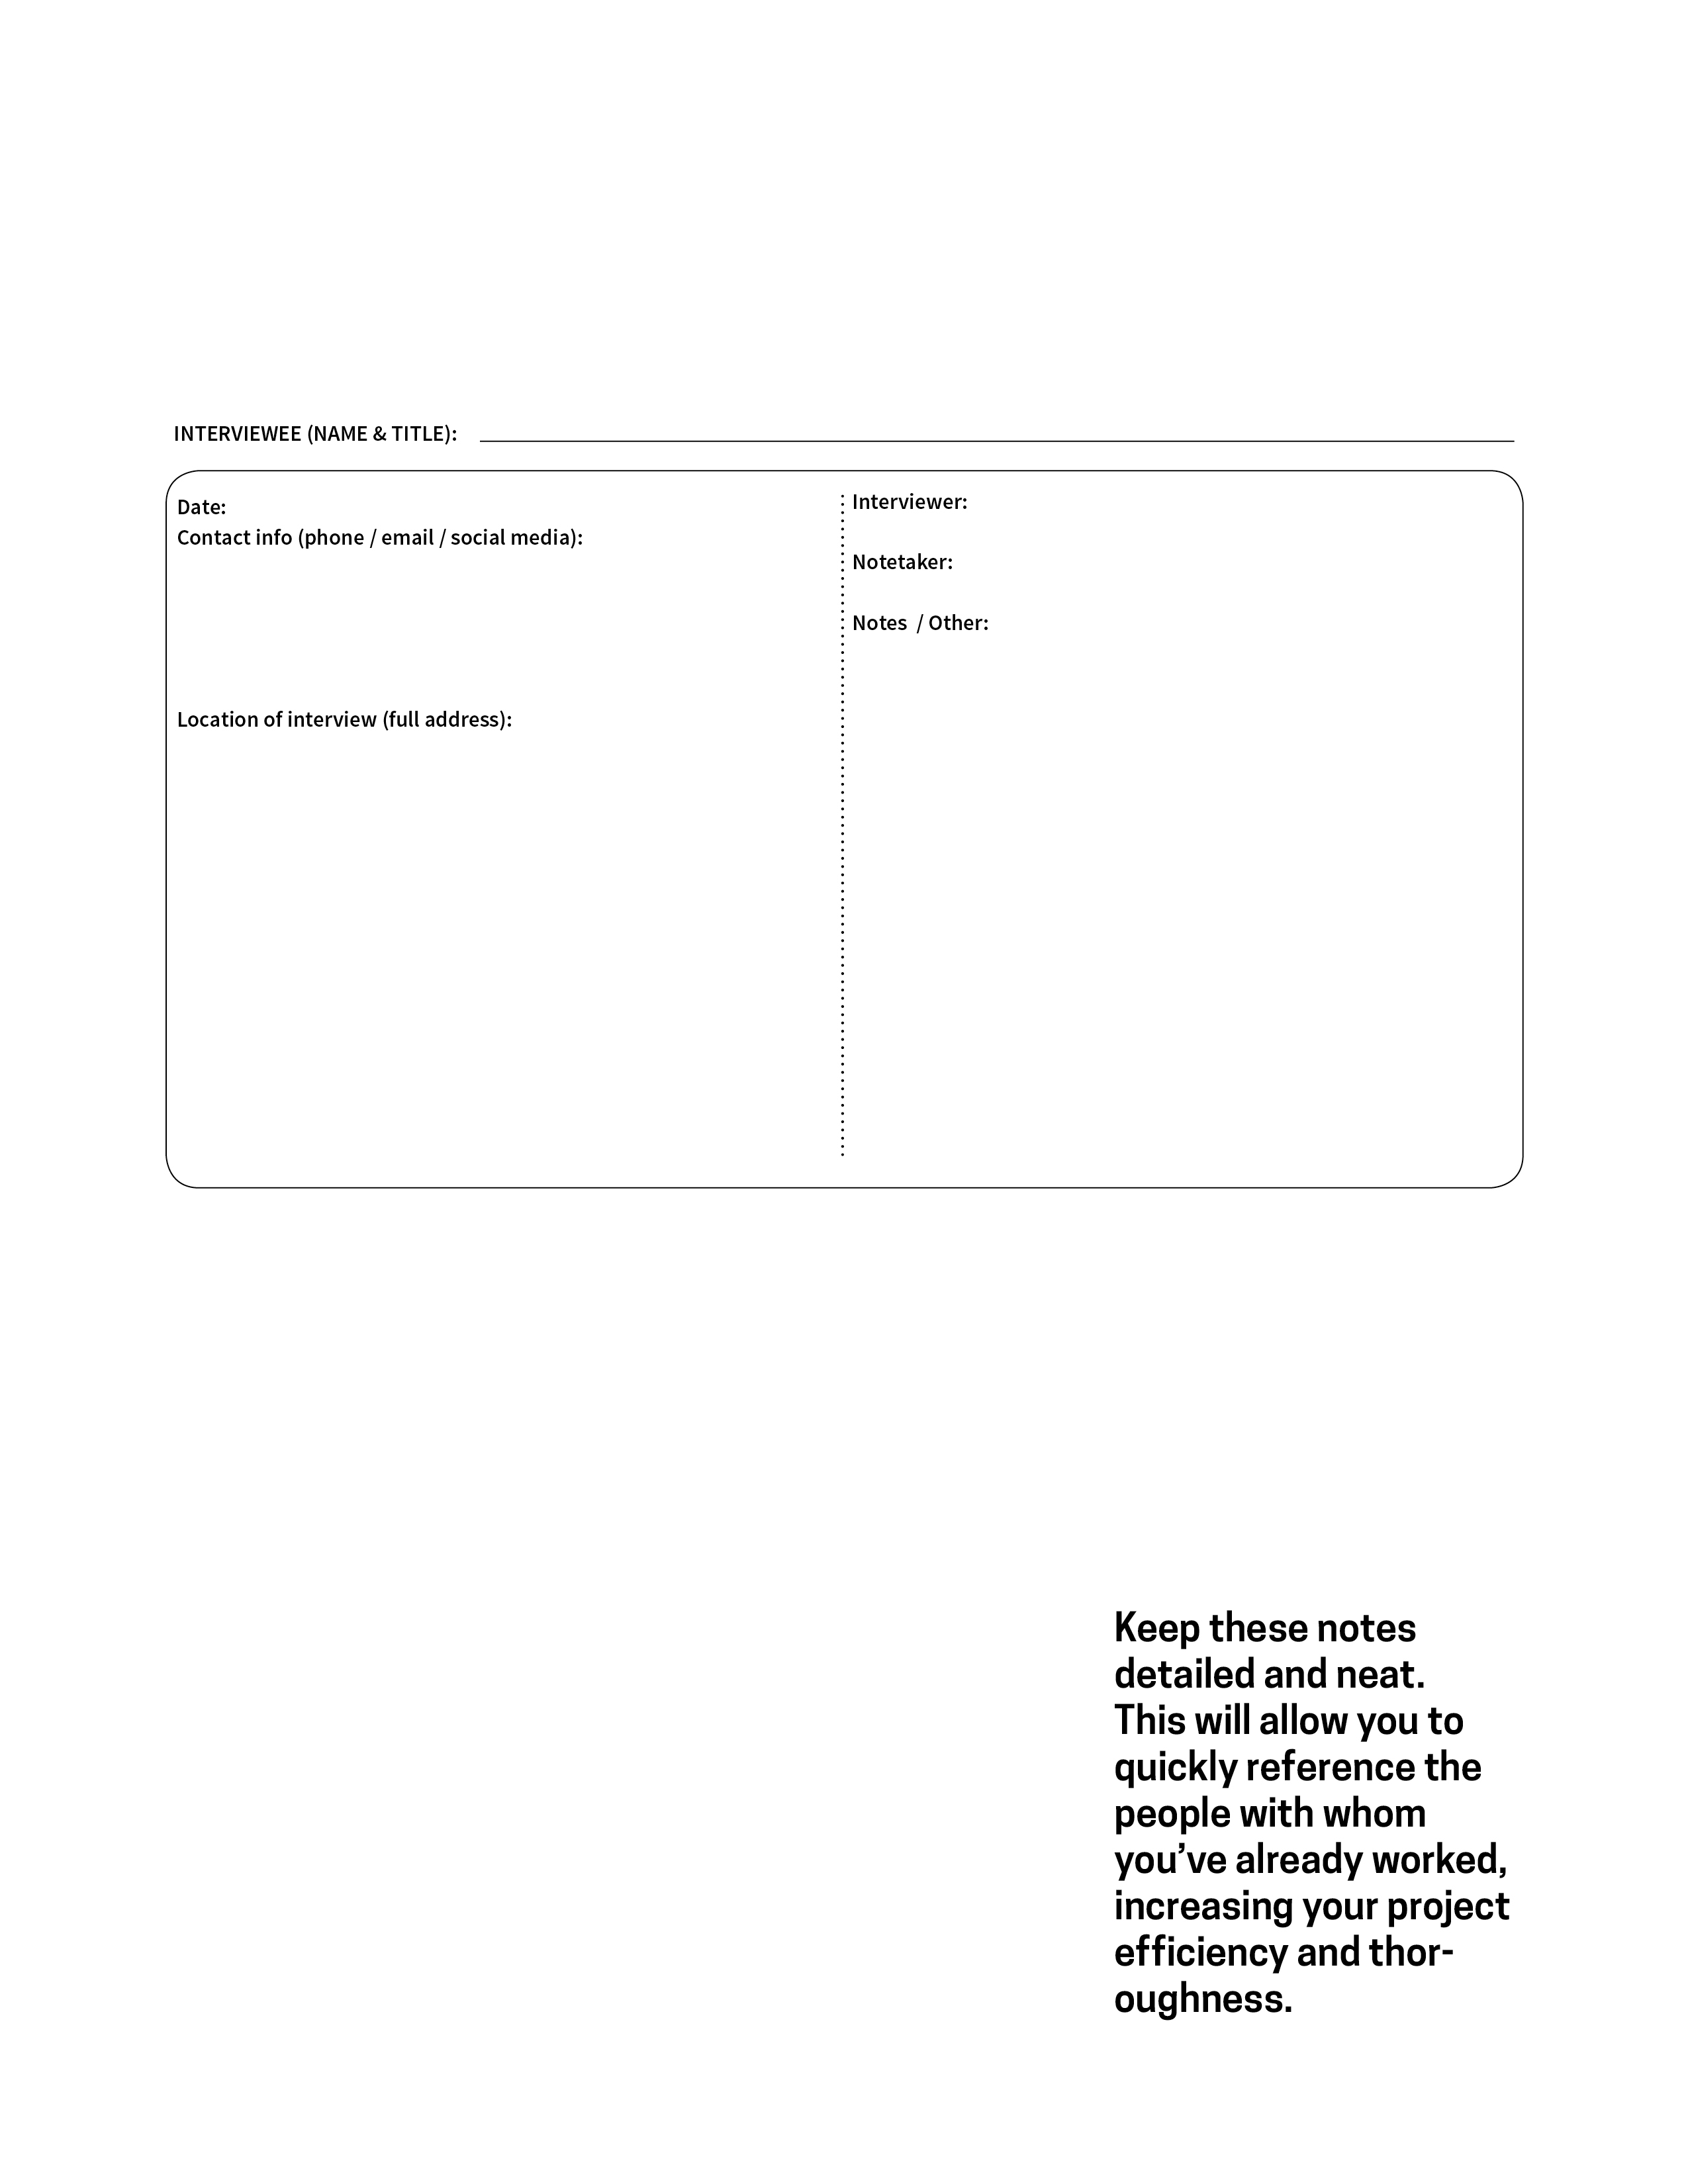 INTERVIEWEE (NAME & TITLE):
Date:
Contact info (phone / email / social media):
Location of interview (full address):
Interviewer:
Notetaker:
Notes  / Other:
Keep these notes
detailed and neat.
This will allow you to
quickly reference the
people with whom
you’ve already worked,
increasing your project
efficiency and thor-
oughness.